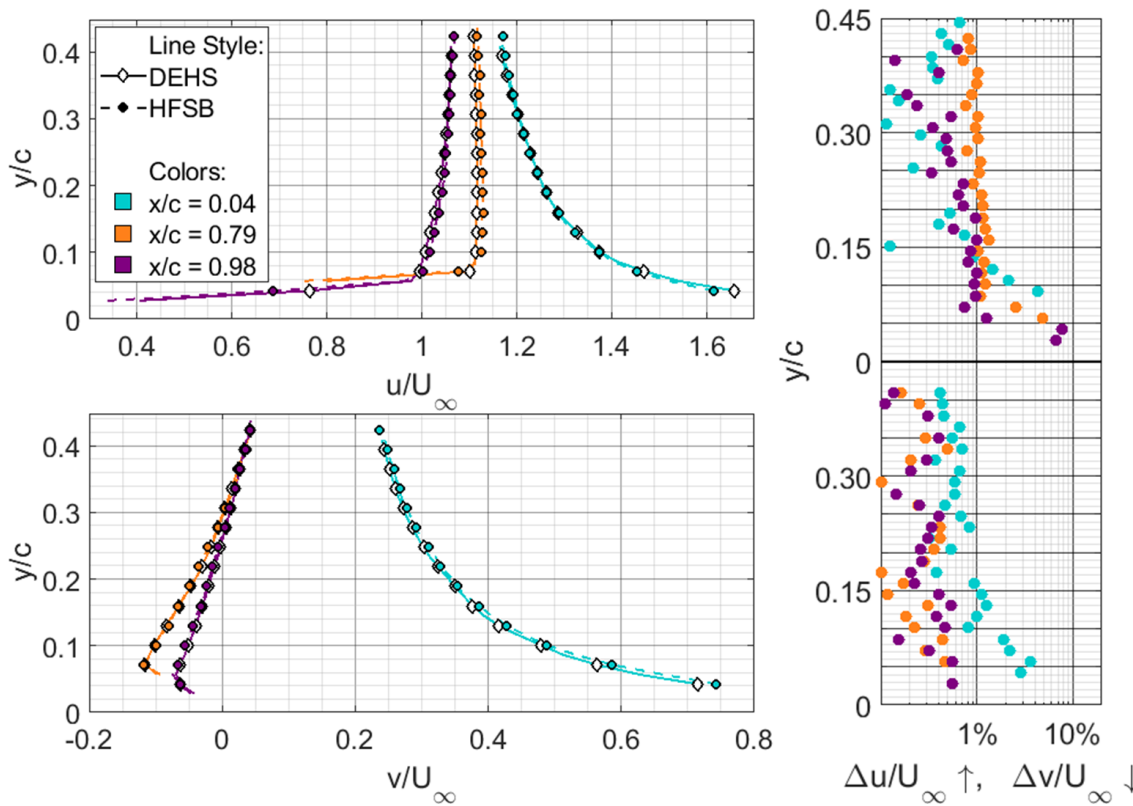 Line Style:
DEHS
HFSB
Colors:
x/c = 0.04
x/c = 0.79
x/c = 0.98
y/c
0.4
0.3
0.2
0.1
0
0.4
0.6
0.8
1
1.2
1.4
1.6
u/U∞
y/c
0.4
0.3
0.2
0.1
0
-0.2
0
0.2
0.4
0.6
0.8
v/U∞
y/c
0.45
0.30
0.15
0
0.30
0.15
0
1%
10%
Δu/U∞ ↑, Δv/U∞ ↓